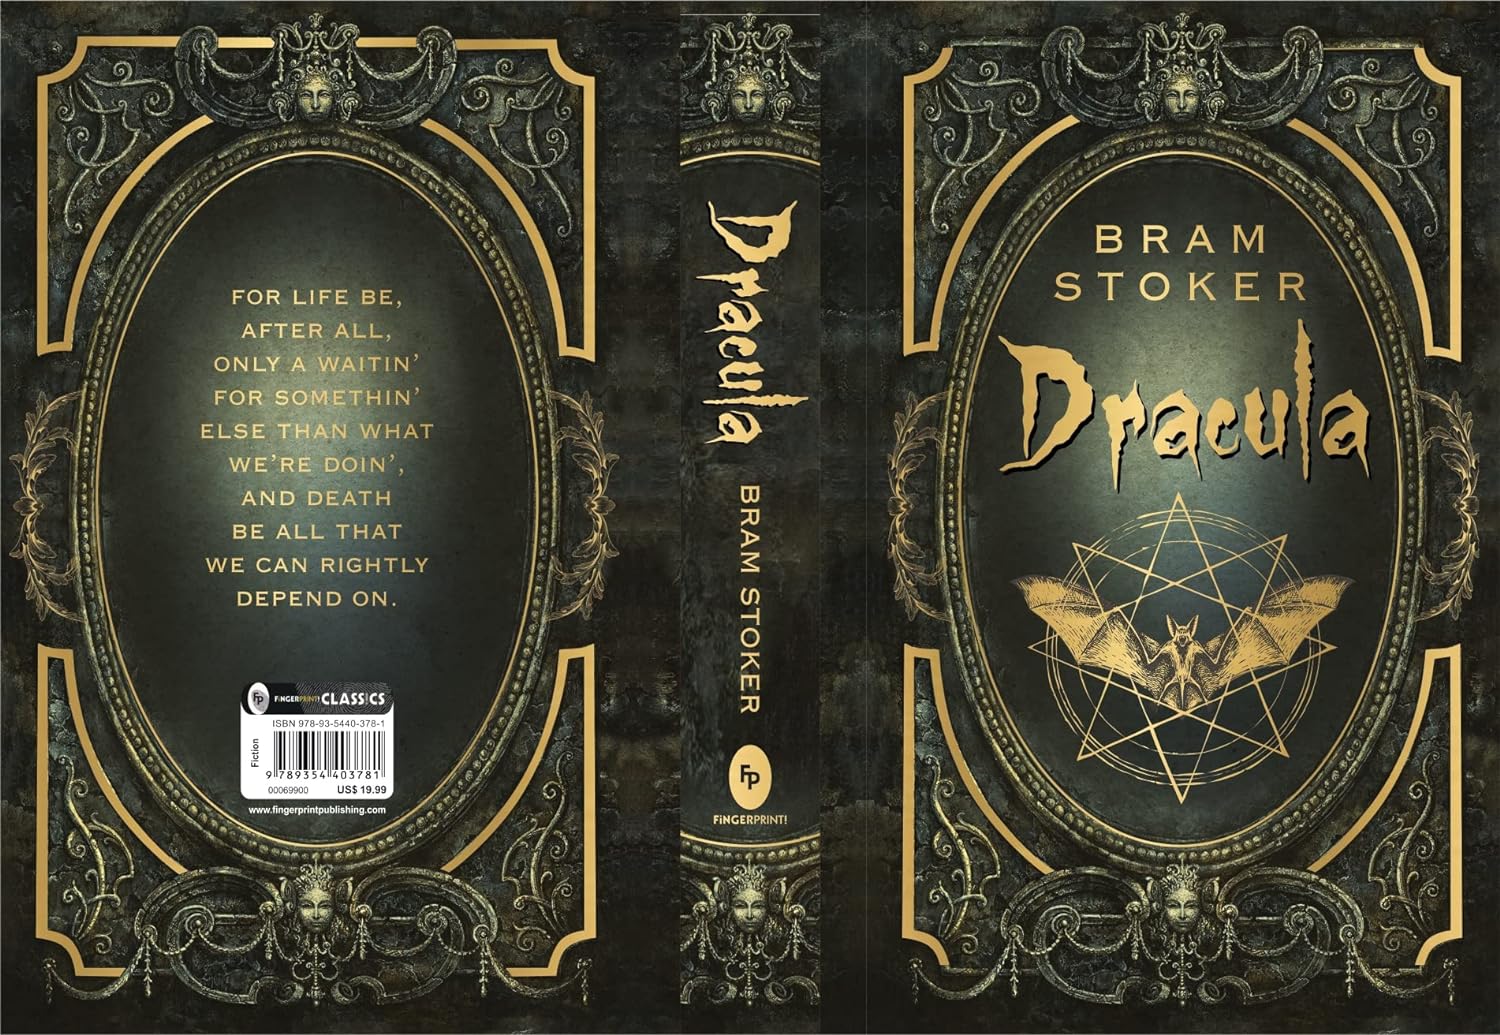 FOR LIFE BE,
AFTER ALL,
ONLY A WAITIN'
FOR SOMETHIN'
ELSE THAN WHAT
WE'RE DOIN',
AND DEATH
BE ALL THAT
WE CAN RIGHTLY
DEPEND ON.
FP FiNGERPRINT! CLASSiCS
ISBN 978-93-5440-378-1
Fiction
9 789354 403781
00069900 US$ 19.99
www.fingerprintpublishing.com
Dracula
BRAM STOKER
FP
FiNGERPRINT!
BRAM
STOKER
Dracula